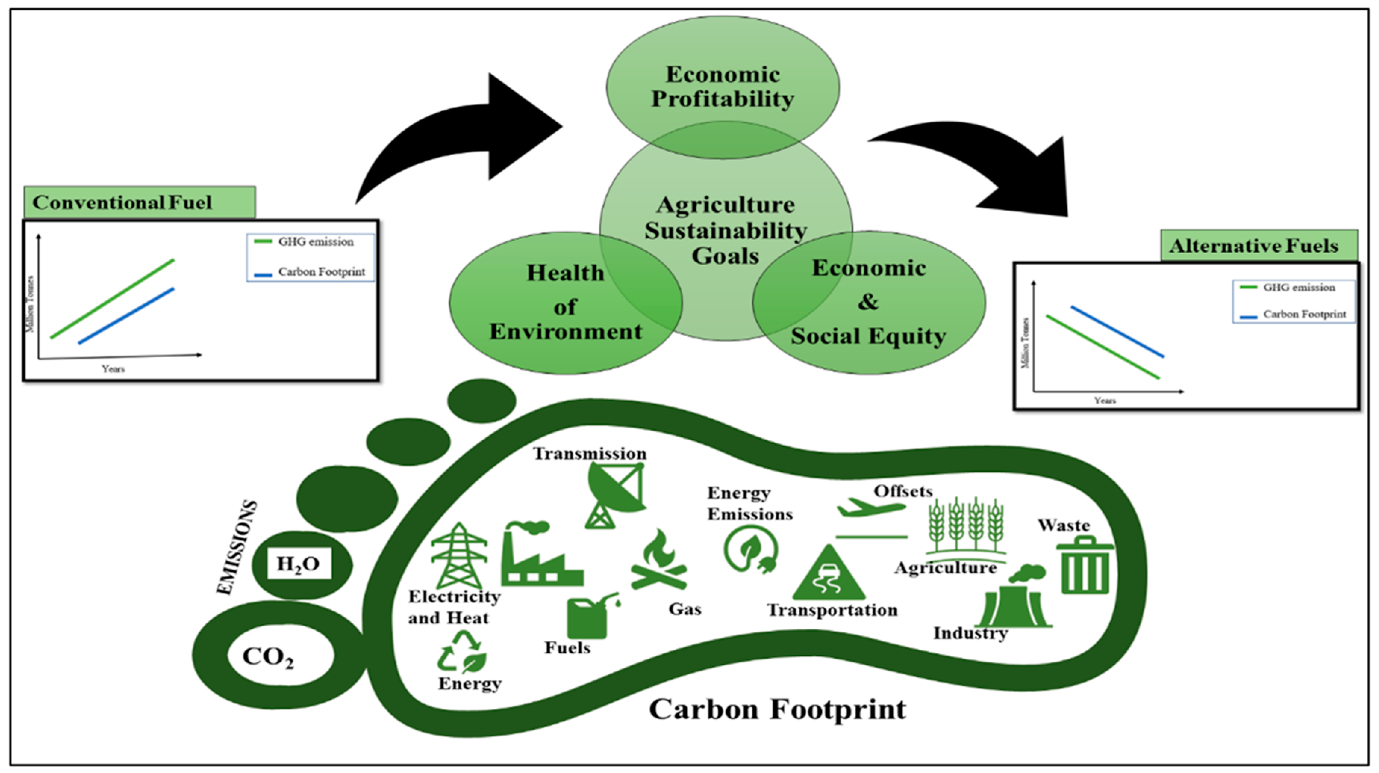 Economic
Profitability
Agriculture
Sustainability
Goals
Health
of
Environment
Economic
&
Social Equity
Conventional Fuel
GHG emission
Carbon Footprint
Million Tonnes
Years
Alternative Fuels
GHG emission
Carbon Footprint
Million Tonnes
Years
EMISSIONS
H₂O
CO₂
Transmission
Electricity
and Heat
Energy
Fuels
Gas
Energy
Emissions
Offsets
Transportation
Agriculture
Industry
Waste
Carbon Footprint